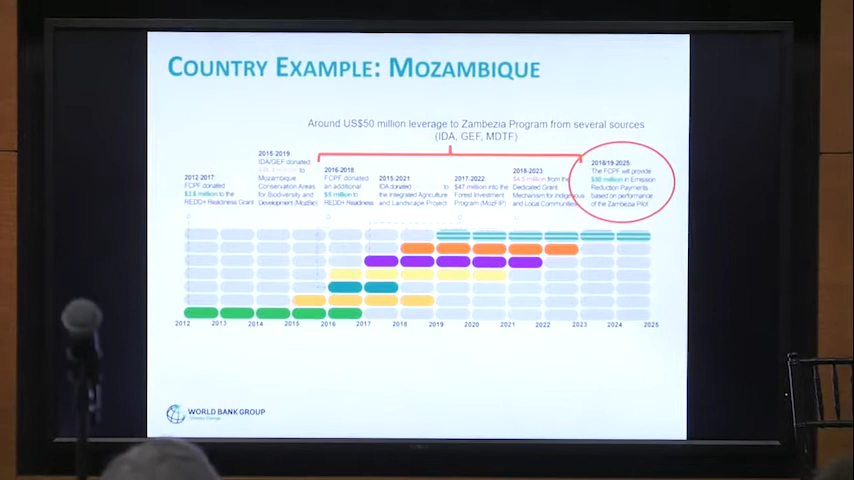 COUNTRY EXAMPLE: MOZAMBIQUE
Around US$50 million leverage to Zambezia Program from several sources
(IDA, GEF, MDTF)
2012-2017:
FCPF donated
$3.8 million to the
REDD+ Readiness Grant
2015-2019:
IDA/GEF donated
million to
Mozambique
Conservation Areas
for Biodiversity and
Development (MozBio)
2016-2018:
FCPF donated
an additional
$5 million to
REDD+ Readiness
2015-2021:
IDA donated to
the Integrated Agriculture
and Landscape Project
2017-2022:
$47 million into the
Forest Investment
Program (MozFIP)
2018-2023:
$4.5 million from the
Dedicated Grant
Mechanism for Indigenous
and Local Communities
2018/19-2025:
The FCPF will provide
$50 million in Emission
Reduction Payments
based on performance
of the Zambezia Pilot
2012 2013 2014 2015 2016 2017 2018 2019 2020 2021 2022 2023 2024 2025
WORLD BANK GROUP
Climate Change